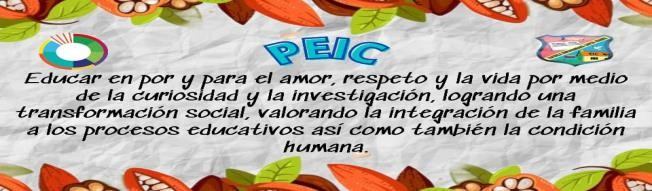 PEIC
Educar en por y para el amor, respeto y la vida por medio
de la curiosidad y la investigación, logrando una
transformación social, valorando la integración de la familia
a los procesos educativos así como también la condición
humana.